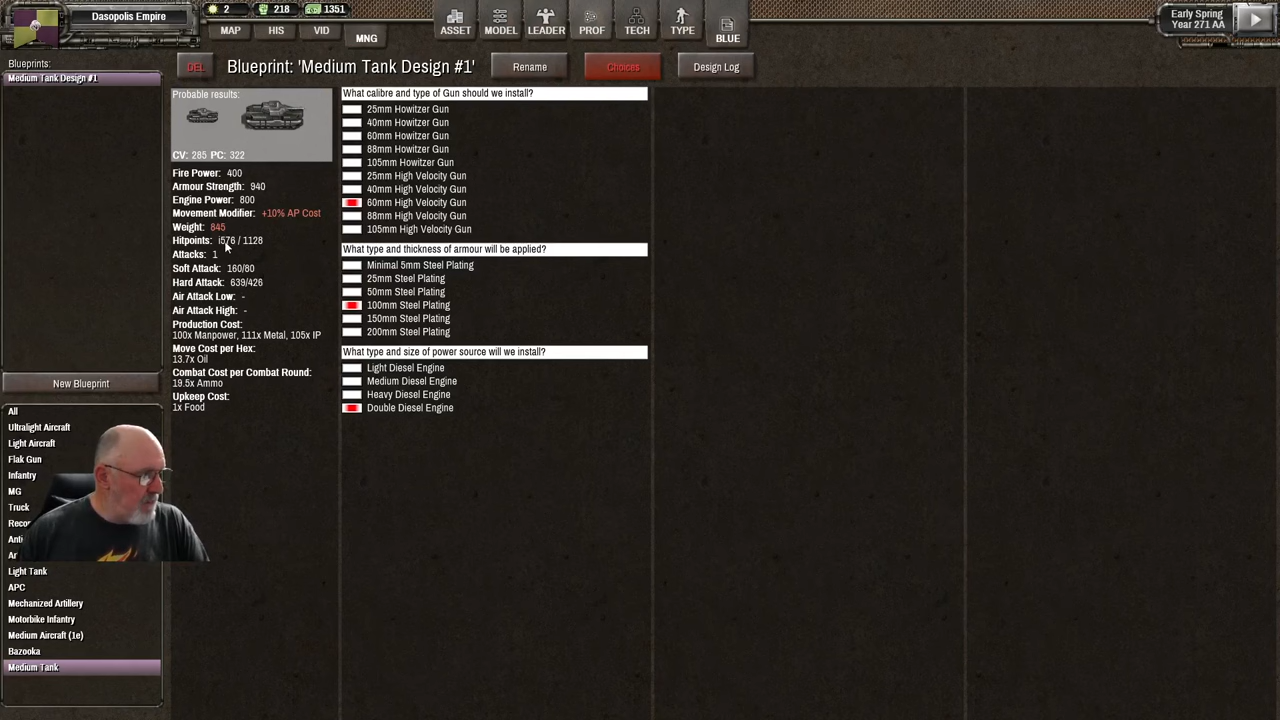 Dasopolis Empire
2
218
1351
MAP
HIS
VID
MNG
ASSET
MODEL
LEADER
PROF
TECH
TYPE
BLUE
Early Spring
Year 271 AA
Blueprints:
Medium Tank Design #1
DEL
Blueprint: 'Medium Tank Design #1'
Rename
Choices
Design Log
Probable results:
CV: 285 PC: 322
Fire Power: 400
Armour Strength: 940
Engine Power: 800
Movement Modifier: +10% AP Cost
Weight: 845
Hitpoints: i576 / 1128
Attacks: 1
Soft Attack: 160/80
Hard Attack: 639/426
Air Attack Low: -
Air Attack High: -
Production Cost:
100x Manpower, 111x Metal, 105x IP
Move Cost per Hex:
13.7x Oil
Combat Cost per Combat Round:
19.5x Ammo
Upkeep Cost:
1x Food
What calibre and type of Gun should we install?
25mm Howitzer Gun
40mm Howitzer Gun
60mm Howitzer Gun
88mm Howitzer Gun
105mm Howitzer Gun
25mm High Velocity Gun
40mm High Velocity Gun
60mm High Velocity Gun
88mm High Velocity Gun
105mm High Velocity Gun
What type and thickness of armour will be applied?
Minimal 5mm Steel Plating
25mm Steel Plating
50mm Steel Plating
100mm Steel Plating
150mm Steel Plating
200mm Steel Plating
What type and size of power source will we install?
Light Diesel Engine
Medium Diesel Engine
Heavy Diesel Engine
Double Diesel Engine
New Blueprint
All
Ultralight Aircraft
Light Aircraft
Flak Gun
Infantry
MG
Truck
Reco
Anti
Ar
Light Tank
APC
Mechanized Artillery
Motorbike Infantry
Medium Aircraft (1e)
Bazooka
Medium Tank